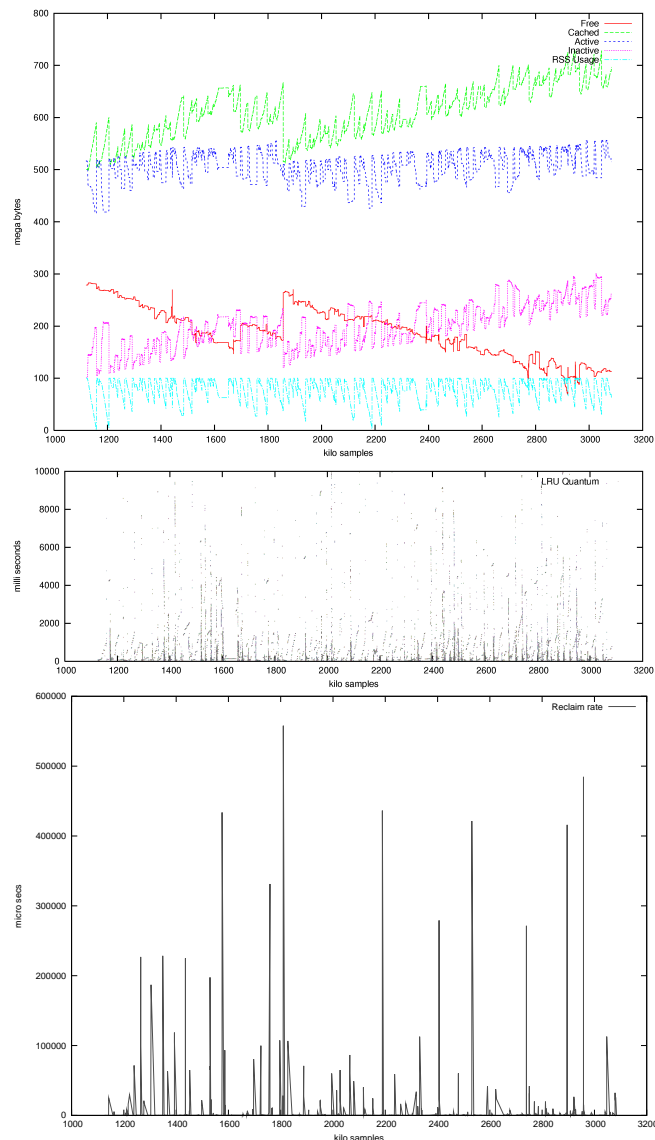 800
700
600
500
400
300
200
100
0
mega bytes
Free
Cached
Active
Inactive
RSS Usage
1000 1200 1400 1600 1800 2000 2200 2400 2600 2800 3000 3200
kilo samples
10000
8000
6000
4000
2000
0
milli seconds
LRU Quantum
1000 1200 1400 1600 1800 2000 2200 2400 2600 2800 3000 3200
kilo samples
600000
500000
400000
300000
200000
100000
0
micro secs
Reclaim rate
1000 1200 1400 1600 1800 2000 2200 2400 2600 2800 3000 3200
kilo samples